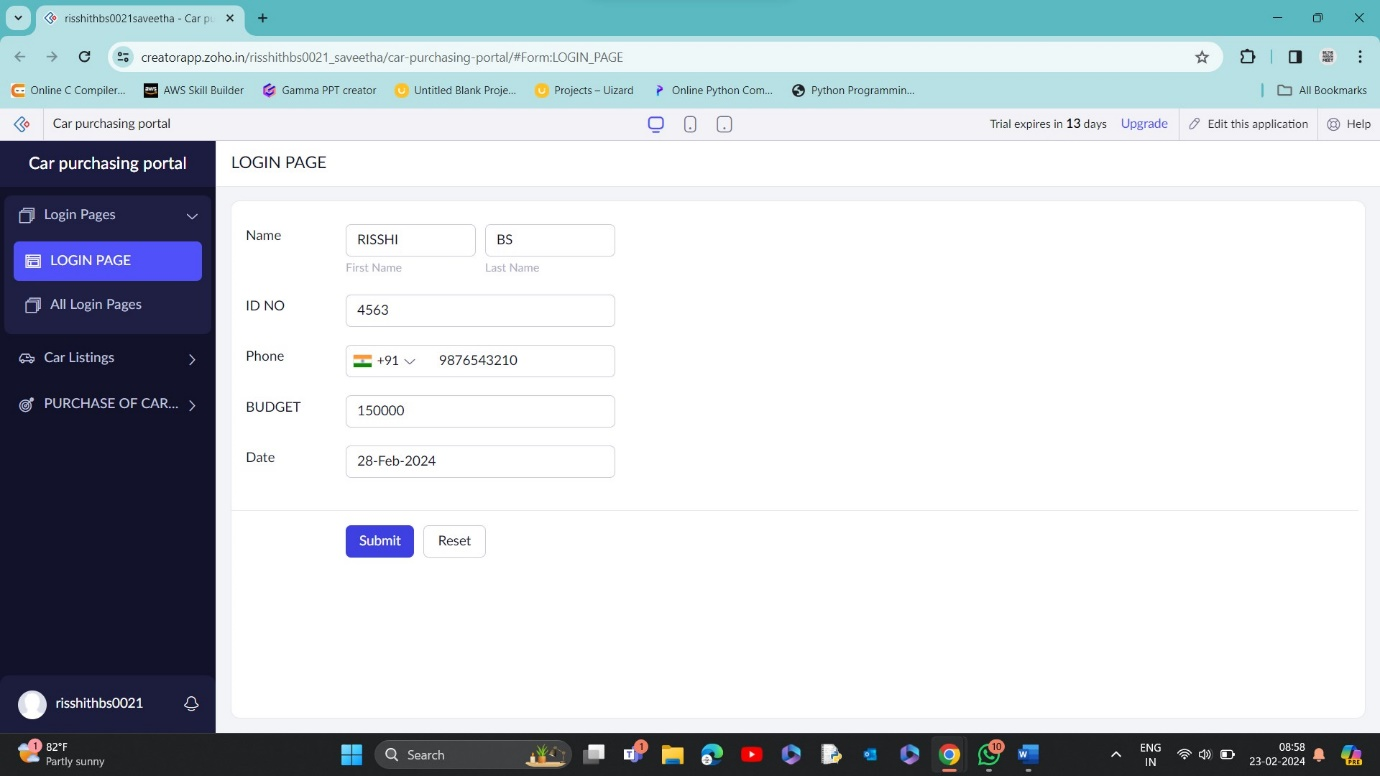 risshithbs0021saveetha - Car pu
creatorapp.zoho.in/risshithbs0021_saveetha/car-purchasing-portal/#Form:LOGIN_PAGE
Online C Compiler... AWS Skill Builder Gamma PPT creator Untitled Blank Proje... Projects – Uizard Online Python Com... Python Programmin... All Bookmarks
Car purchasing portal Trial expires in 13 days Upgrade Edit this application Help
Car purchasing portal
LOGIN PAGE
Login Pages
LOGIN PAGE
All Login Pages
Car Listings
PURCHASE OF CAR...
Name RISSHI BS
First Name Last Name
ID NO 4563
Phone +91 9876543210
BUDGET 150000
Date 28-Feb-2024
Submit Reset
risshithbs0021
1 82°F
Partly sunny
Search
1
10
ENG
IN
08:58
23-02-2024